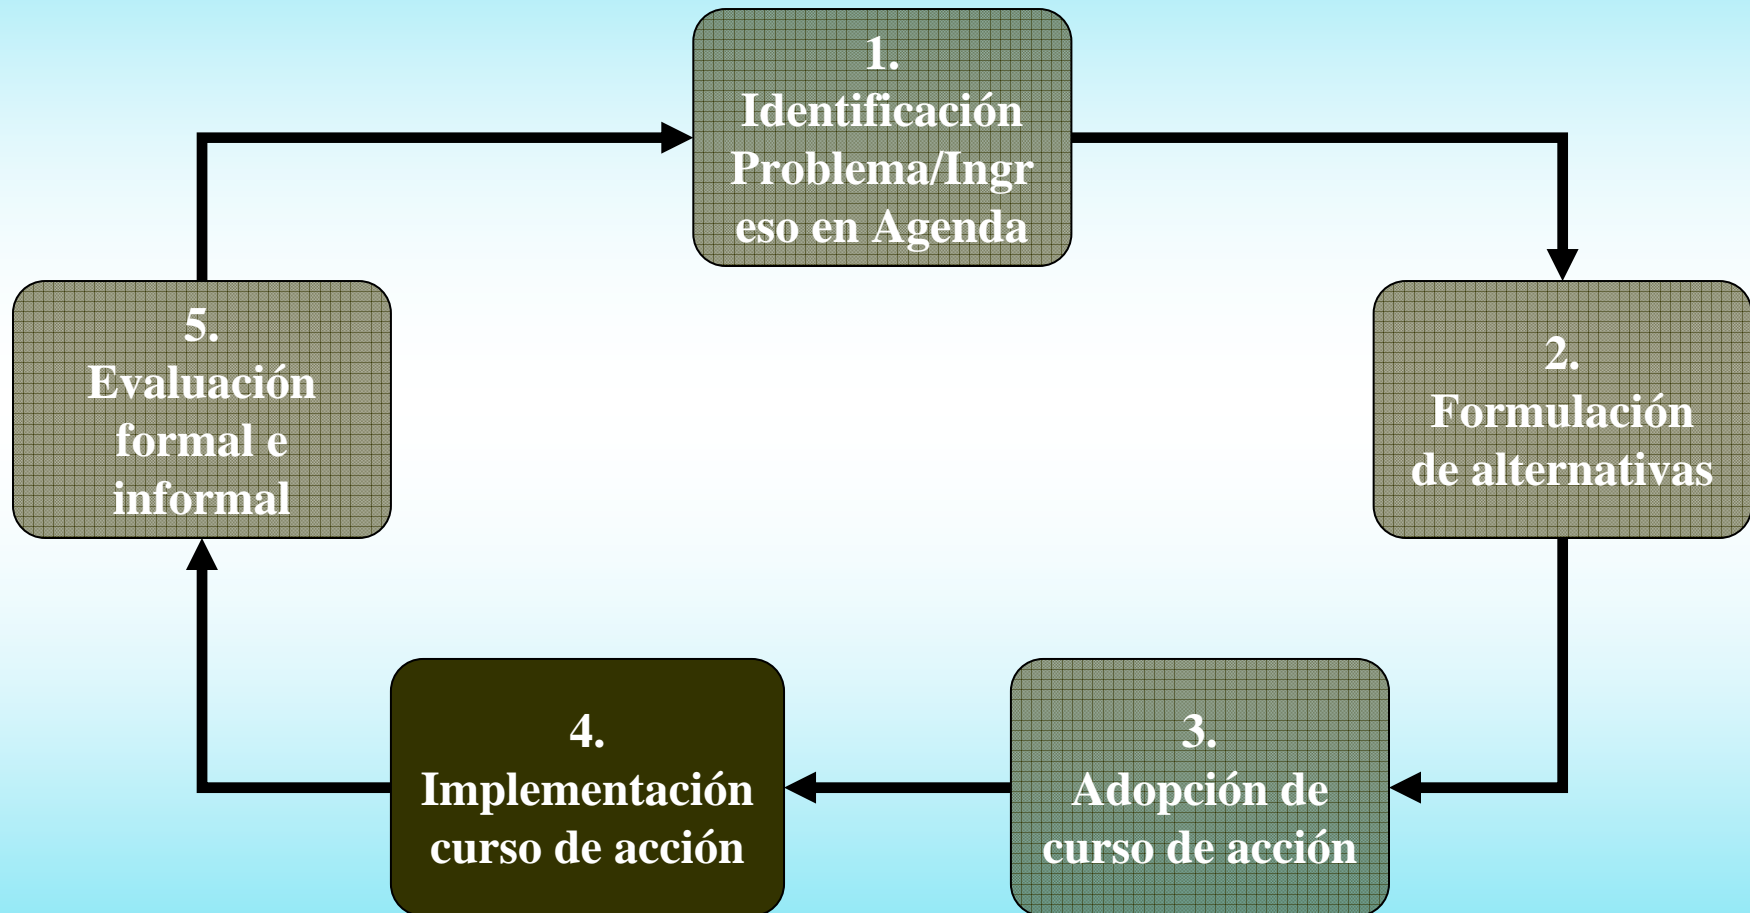 1.
Identificación
Problema/Ingr
eso en Agenda
2.
Formulación
de alternativas
3.
Adopción de
curso de acción
4.
Implementación
curso de acción
5.
Evaluación
formal e
informal